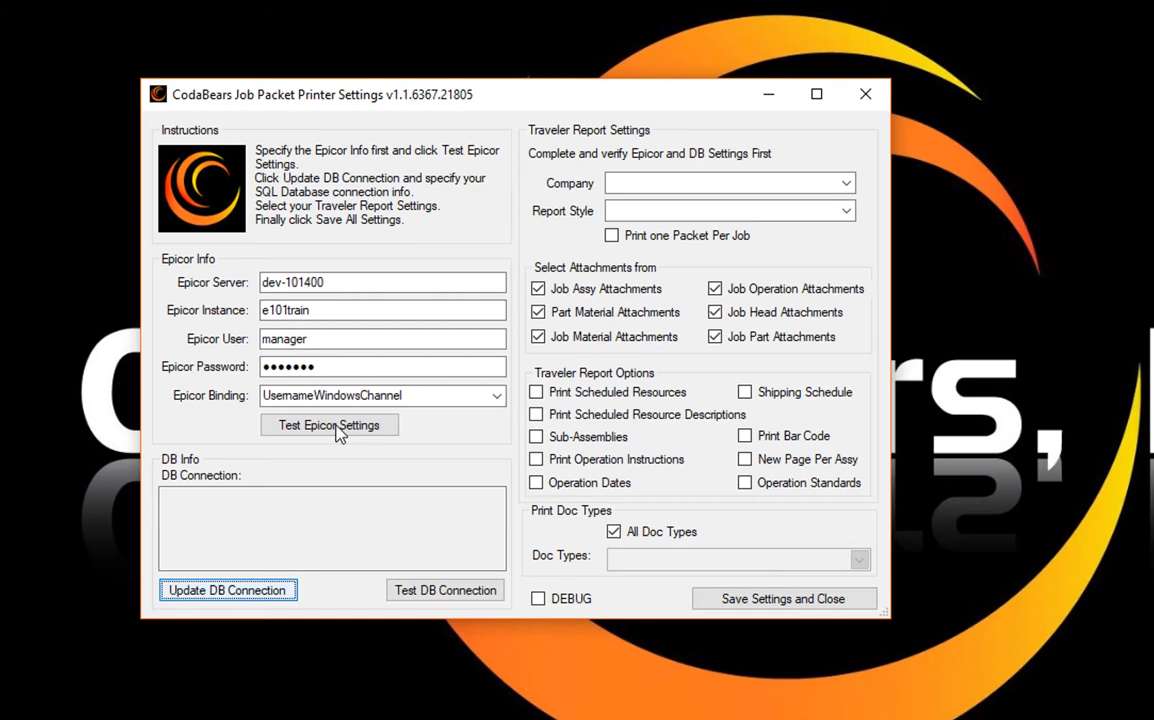 CodaBears Job Packet Printer Settings v1.1.6367.21805
Instructions
Specify the Epicor Info first and click Test Epicor
Settings.
Click Update DB Connection and specify your
SQL Database connection info.
Select your Traveler Report Settings.
Finally click Save All Settings.
Epicor Info
Epicor Server: dev-101400
Epicor Instance: e101train
Epicor User: manager
Epicor Password: ●●●●●●●
Epicor Binding: UsernameWindowsChannel
Test Epicor Settings
DB Info
DB Connection:
Update DB Connection Test DB Connection
Traveler Report Settings
Complete and verify Epicor and DB Settings First
Company
Report Style
Print one Packet Per Job
Select Attachments from
Job Assy Attachments Job Operation Attachments
Part Material Attachments Job Head Attachments
Job Material Attachments Job Part Attachments
Traveler Report Options
Print Scheduled Resources Shipping Schedule
Print Scheduled Resource Descriptions
Sub-Assemblies Print Bar Code
Print Operation Instructions New Page Per Assy
Operation Dates Operation Standards
Print Doc Types
All Doc Types
Doc Types:
DEBUG Save Settings and Close